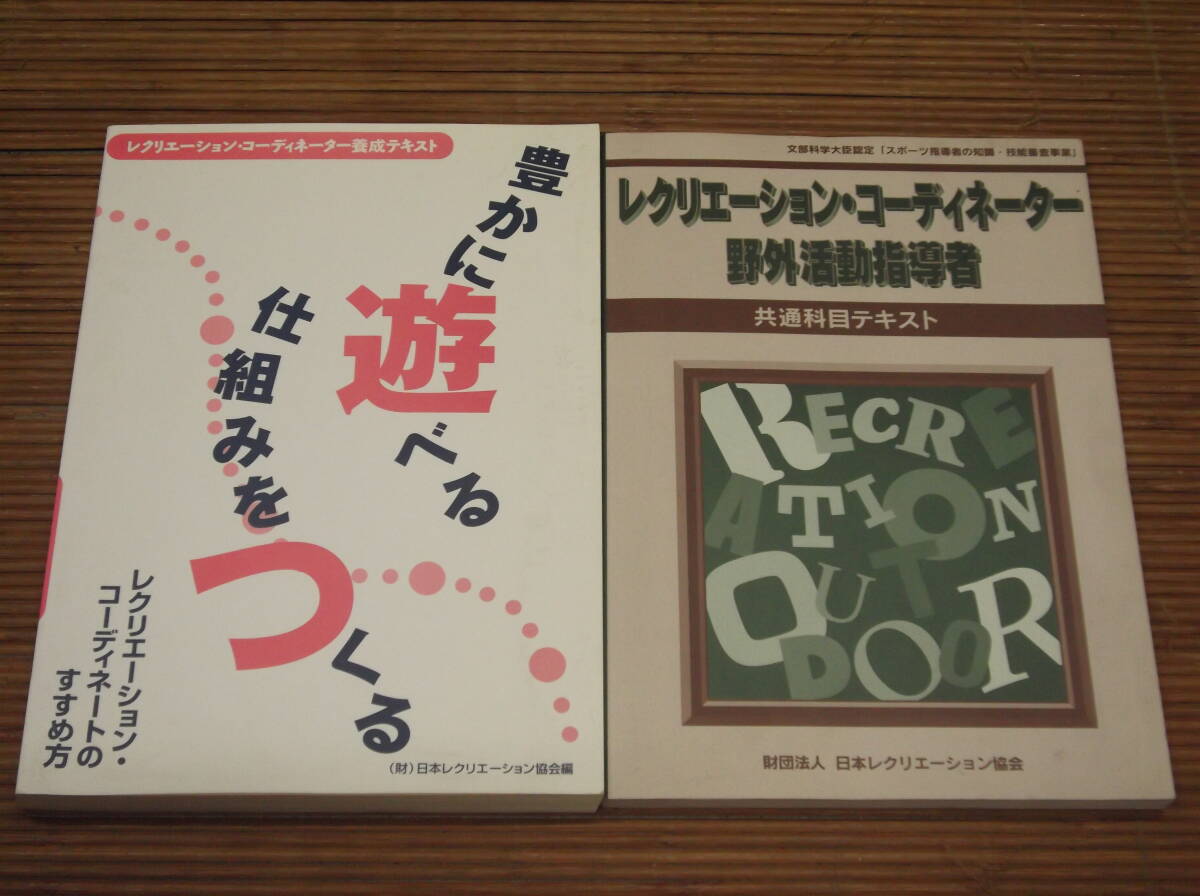 レクリエーション・コーディネーター養成テキスト
豊かに遊べる
仕組みをつくる
レクリエーション・
コーディネートの
すすめ方
(財)日本レクリエーション協会編
文部科学大臣認定「スポーツ指導者の知識・技能審査事業」
レクリエーション・コーディネーター
野外活動指導者
共通科目テキスト
RECRE
ATION
OUT
DOOR
財団法人 日本レクリエーション協会